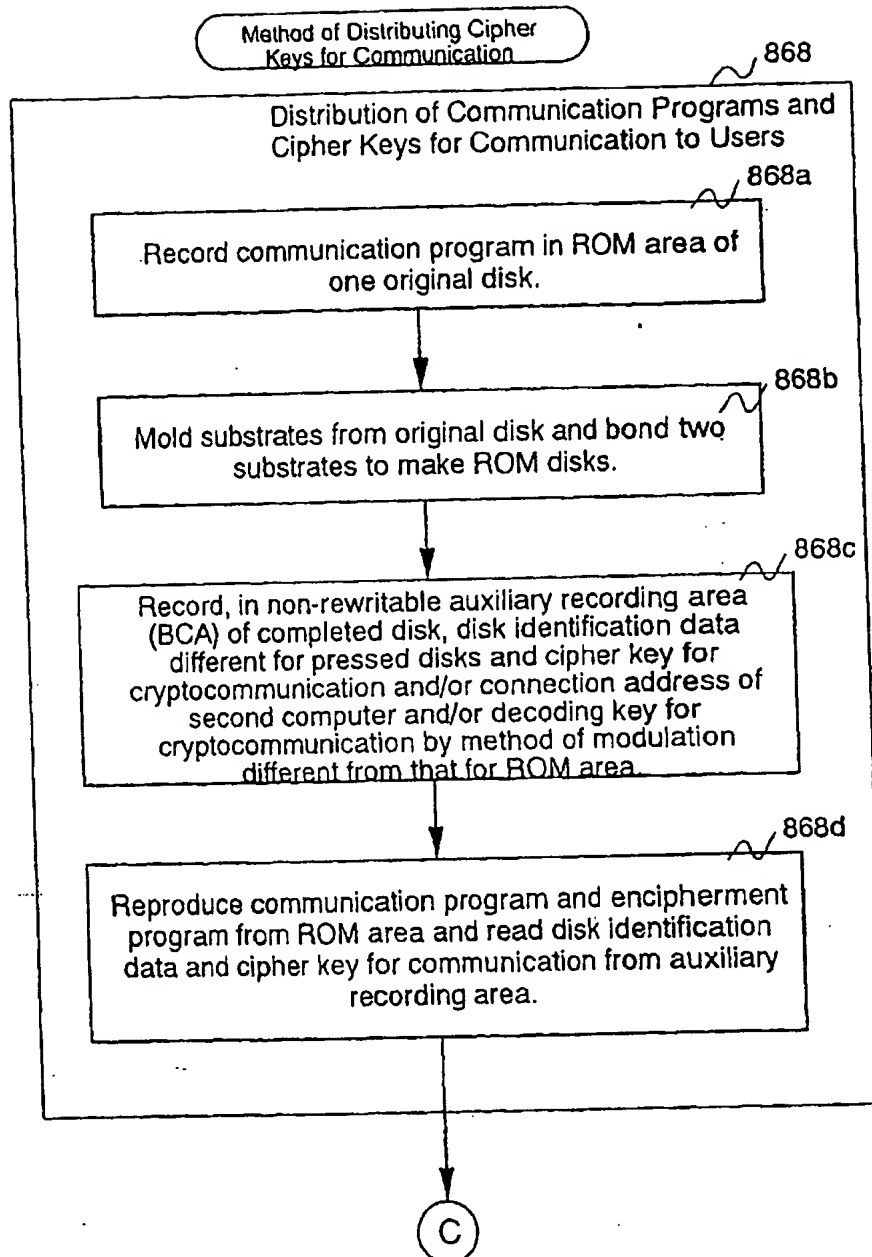 Method of Distributing Cipher
Keys for Communication
868
Distribution of Communication Programs and
Cipher Keys for Communication to Users
868a
Record communication program in ROM area of
one original disk.
868b
Mold substrates from original disk and bond two
substrates to make ROM disks.
868c
Record, in non-rewritable auxiliary recording area
(BCA) of completed disk, disk identification data
different for pressed disks and cipher key for
cryptocommunication and/or connection address of
second computer and/or decoding key for
cryptocommunication by method of modulation
different from that for ROM area.
868d
Reproduce communication program and encipherment
program from ROM area and read disk identification
data and cipher key for communication from auxiliary
recording area.
C